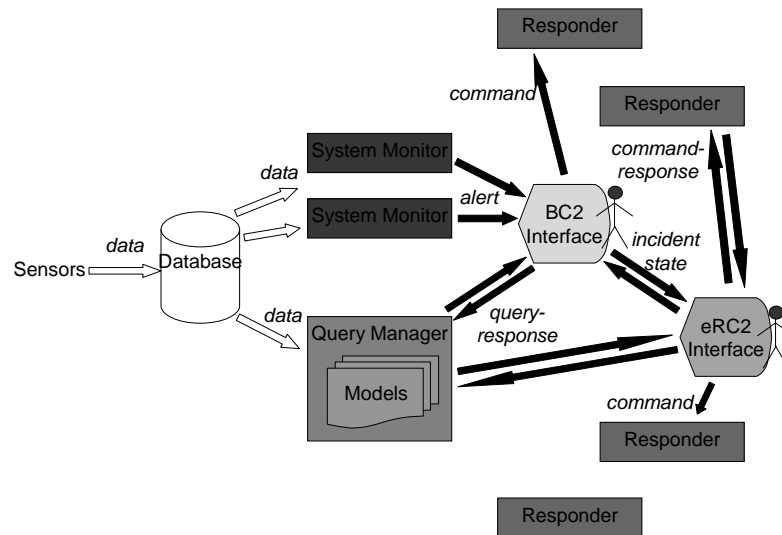 Responder
command
Responder
System Monitor
data
command-
response
alert
System Monitor
BC2
Interface
data
Sensors
Database
incident
state
data
Query Manager
query-
response
eRC2
Interface
Models
command
Responder
Responder